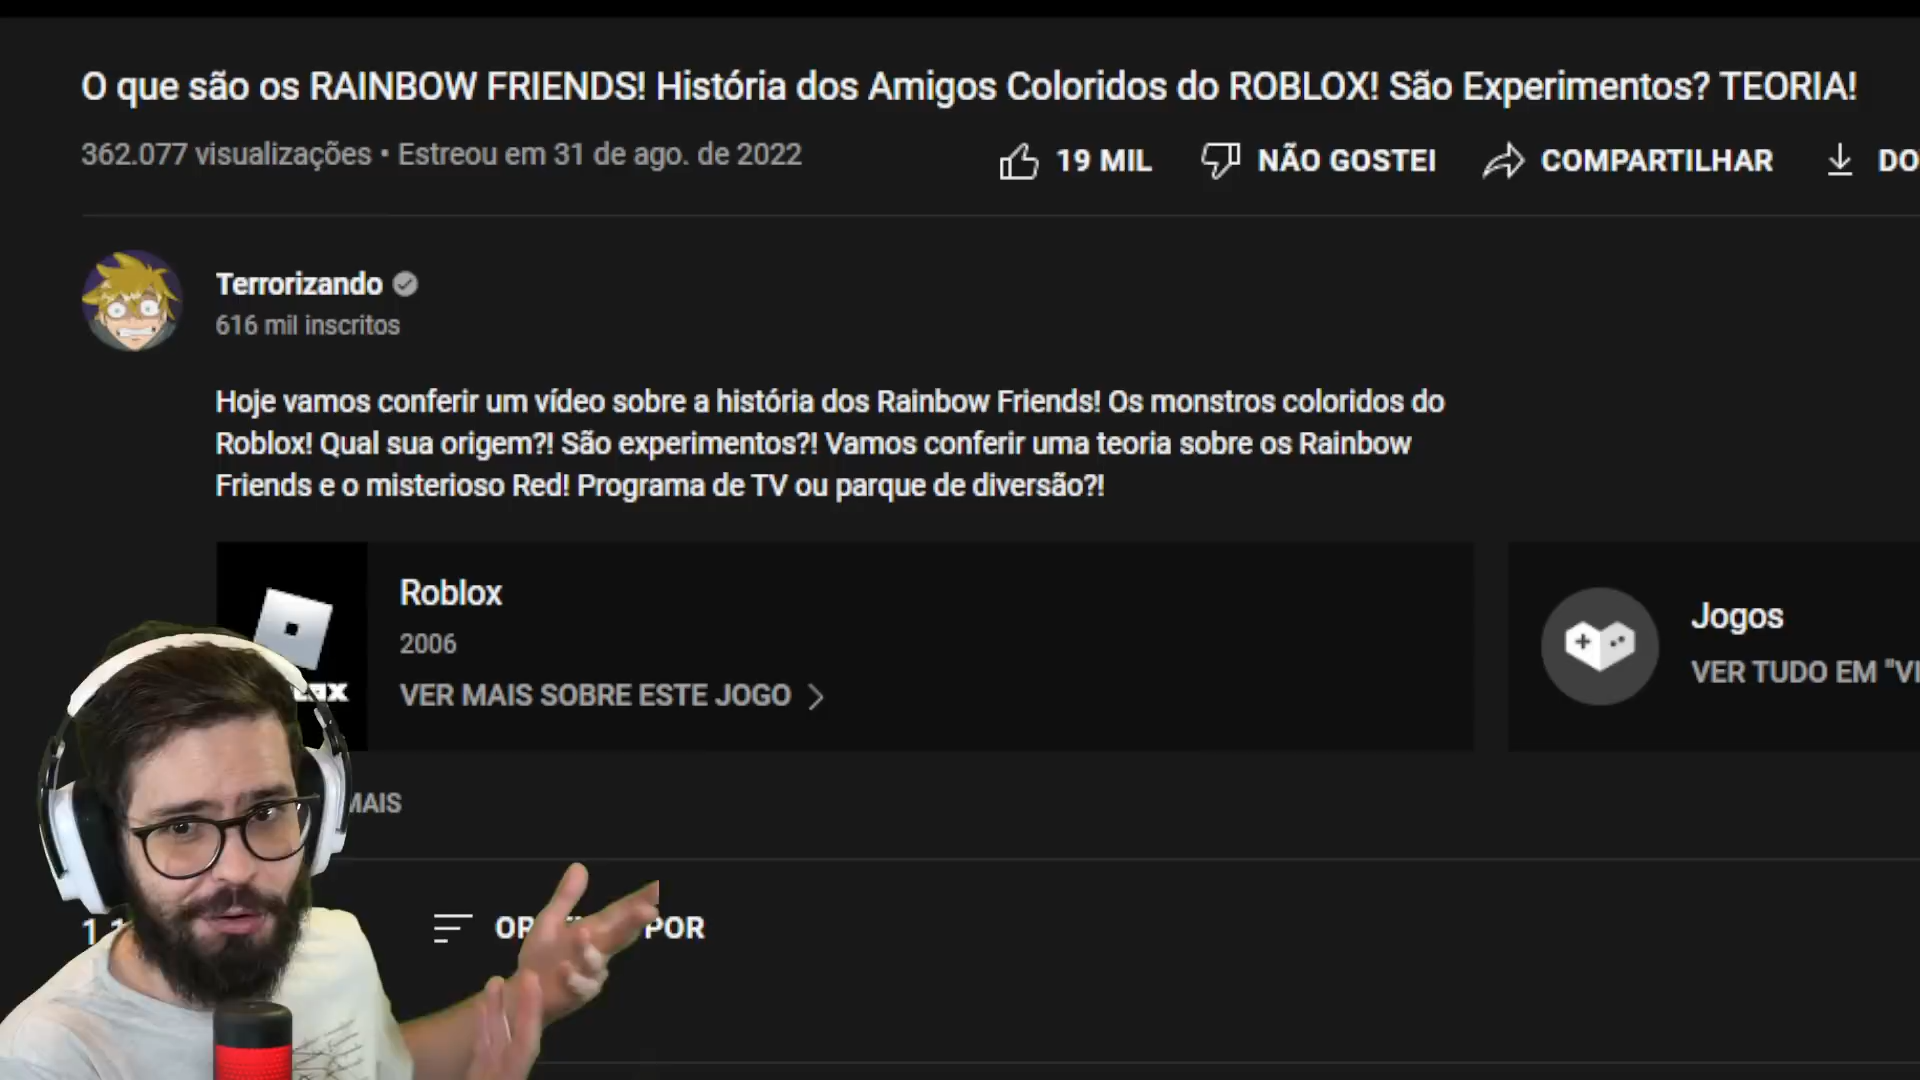 O que são os RAINBOW FRIENDS! História dos Amigos Coloridos do ROBLOX! São Experimentos? TEORIA!
362.077 visualizações • Estreou em 31 de ago. de 2022
19 MIL NÃO GOSTEI COMPARTILHAR
Terrorizando
616 mil inscritos
Hoje vamos conferir um vídeo sobre a história dos Rainbow Friends! Os monstros coloridos do
Roblox! Qual sua origem?! São experimentos?! Vamos conferir uma teoria sobre os Rainbow
Friends e o misterioso Red! Programa de TV ou parque de diversão?!
Roblox
2006
VER MAIS SOBRE ESTE JOGO
Jogos
VER TUDO EM
MAIS
POR